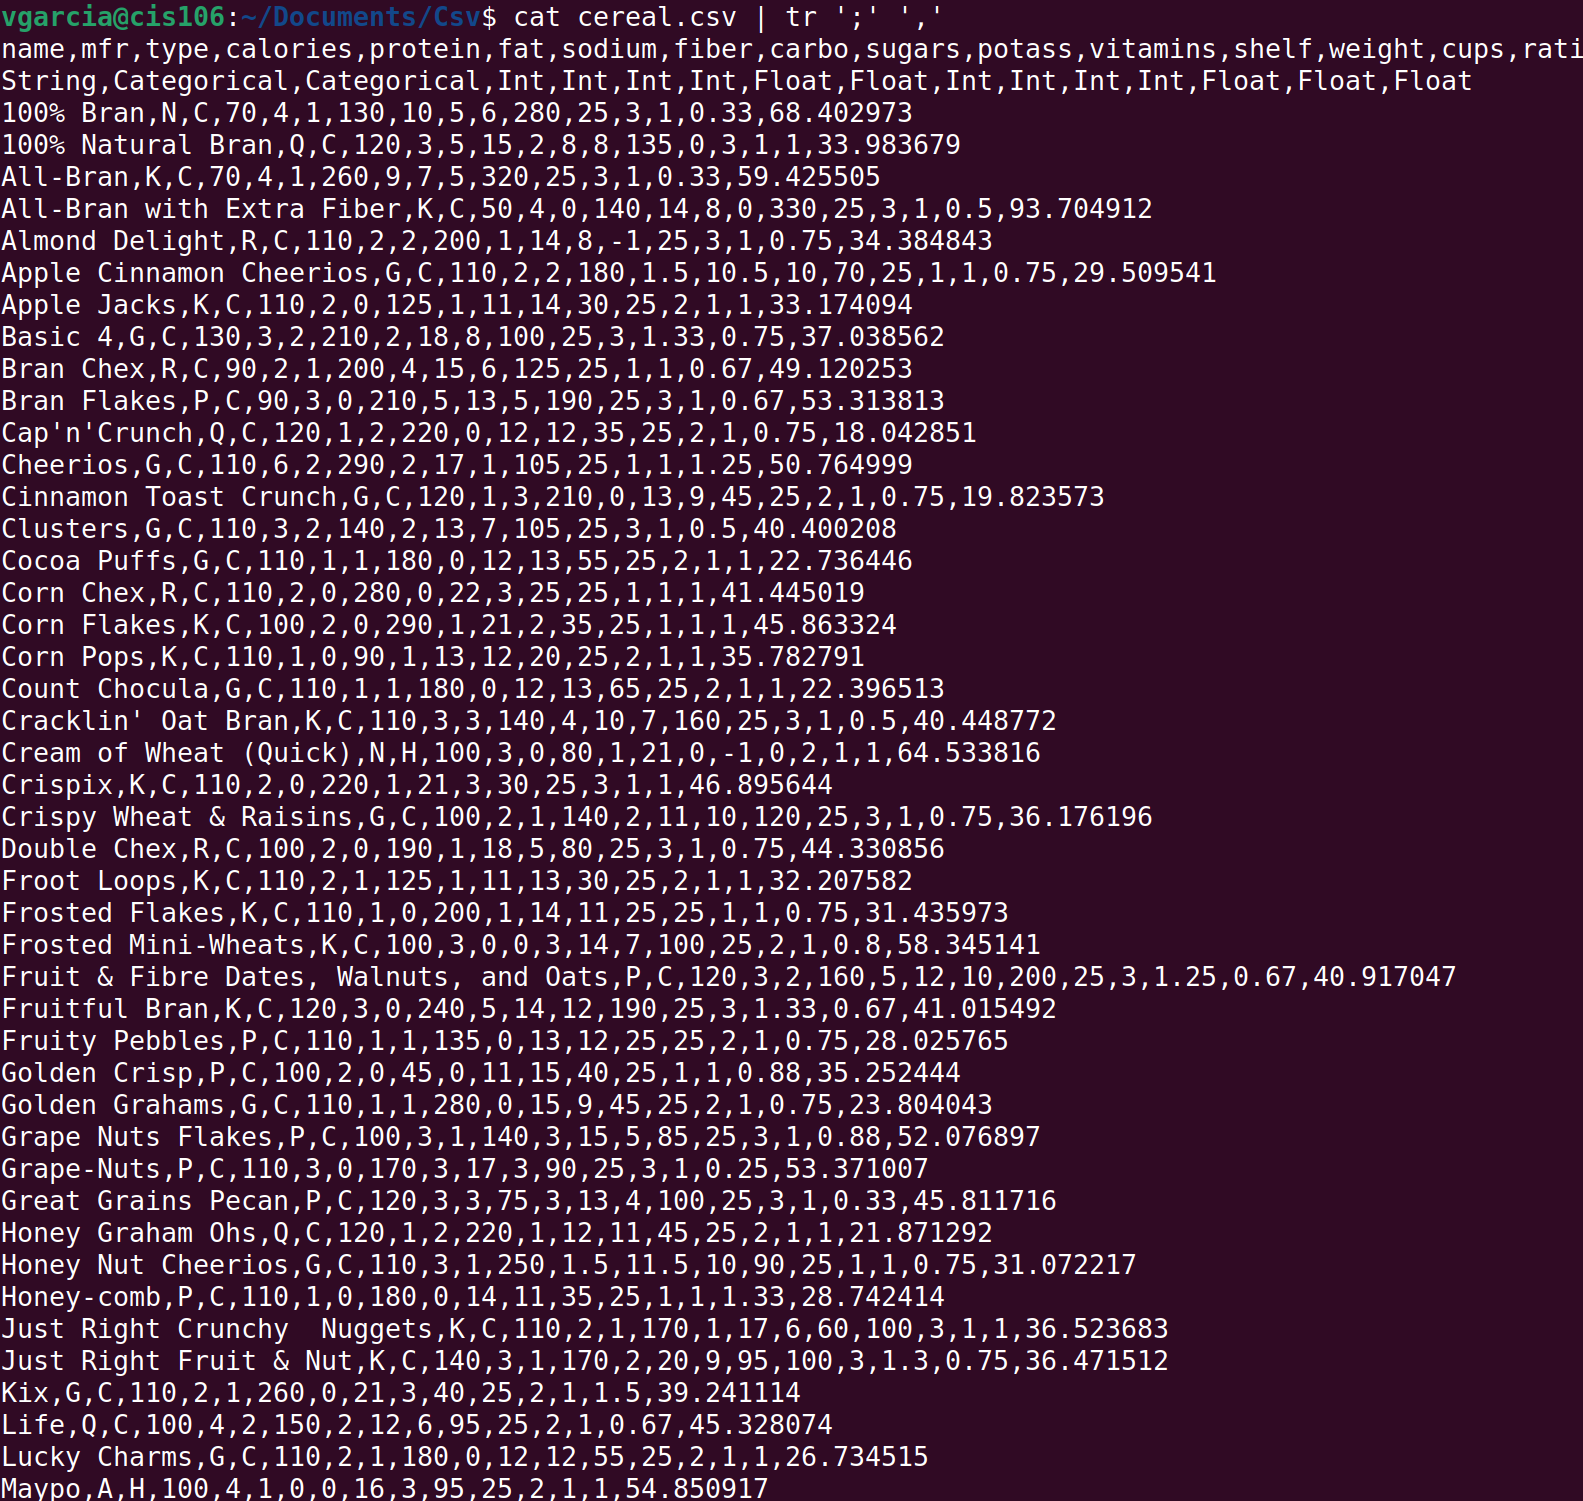 vgarcia@cis106:~/Documents/Csv$ cat cereal.csv | tr ';' ','
name,mfr,type,calories,protein,fat,sodium,fiber,carbo,sugars,potass,vitamins,shelf,weight,cups,rati
String,Categorical,Categorical,Int,Int,Int,Int,Float,Float,Int,Int,Int,Int,Float,Float,Float
100% Bran,N,C,70,4,1,130,10,5,6,280,25,3,1,0.33,68.402973
100% Natural Bran,Q,C,120,3,5,15,2,8,8,135,0,3,1,1,33.983679
All-Bran,K,C,70,4,1,260,9,7,5,320,25,3,1,0.33,59.425505
All-Bran with Extra Fiber,K,C,50,4,0,140,14,8,0,330,25,3,1,0.5,93.704912
Almond Delight,R,C,110,2,2,200,1,14,8,-1,25,3,1,0.75,34.384843
Apple Cinnamon Cheerios,G,C,110,2,2,180,1.5,10.5,10,70,25,1,1,0.75,29.509541
Apple Jacks,K,C,110,2,0,125,1,11,14,30,25,2,1,1,33.174094
Basic 4,G,C,130,3,2,210,2,18,8,100,25,3,1.33,0.75,37.038562
Bran Chex,R,C,90,2,1,200,4,15,6,125,25,1,1,0.67,49.120253
Bran Flakes,P,C,90,3,0,210,5,13,5,190,25,3,1,0.67,53.313813
Cap'n'Crunch,Q,C,120,1,2,220,0,12,12,35,25,2,1,0.75,18.042851
Cheerios,G,C,110,6,2,290,2,17,1,105,25,1,1,1.25,50.764999
Cinnamon Toast Crunch,G,C,120,1,3,210,0,13,9,45,25,2,1,0.75,19.823573
Clusters,G,C,110,3,2,140,2,13,7,105,25,3,1,0.5,40.400208
Cocoa Puffs,G,C,110,1,1,180,0,12,13,55,25,2,1,1,22.736446
Corn Chex,R,C,110,2,0,280,0,22,3,25,25,1,1,1,41.445019
Corn Flakes,K,C,100,2,0,290,1,21,2,35,25,1,1,1,45.863324
Corn Pops,K,C,110,1,0,90,1,13,12,20,25,2,1,1,35.782791
Count Chocula,G,C,110,1,1,180,0,12,13,65,25,2,1,1,22.396513
Cracklin' Oat Bran,K,C,110,3,3,140,4,10,7,160,25,3,1,0.5,40.448772
Cream of Wheat (Quick),N,H,100,3,0,80,1,21,0,-1,0,2,1,1,64.533816
Crispix,K,C,110,2,0,220,1,21,3,30,25,3,1,1,46.895644
Crispy Wheat & Raisins,G,C,100,2,1,140,2,11,10,120,25,3,1,0.75,36.176196
Double Chex,R,C,100,2,0,190,1,18,5,80,25,3,1,0.75,44.330856
Froot Loops,K,C,110,2,1,125,1,11,13,30,25,2,1,1,32.207582
Frosted Flakes,K,C,110,1,0,200,1,14,11,25,25,1,1,0.75,31.435973
Frosted Mini-Wheats,K,C,100,3,0,0,3,14,7,100,25,2,1,0.8,58.345141
Fruit & Fibre Dates, Walnuts, and Oats,P,C,120,3,2,160,5,12,10,200,25,3,1.25,0.67,40.917047
Fruitful Bran,K,C,120,3,0,240,5,14,12,190,25,3,1.33,0.67,41.015492
Fruity Pebbles,P,C,110,1,1,135,0,13,12,25,25,2,1,0.75,28.025765
Golden Crisp,P,C,100,2,0,45,0,11,15,40,25,1,1,0.88,35.252444
Golden Grahams,G,C,110,1,1,280,0,15,9,45,25,2,1,0.75,23.804043
Grape Nuts Flakes,P,C,100,3,1,140,3,15,5,85,25,3,1,0.88,52.076897
Grape-Nuts,P,C,110,3,0,170,3,17,3,90,25,3,1,0.25,53.371007
Great Grains Pecan,P,C,120,3,3,75,3,13,4,100,25,3,1,0.33,45.811716
Honey Graham Ohs,Q,C,120,1,2,220,1,12,11,45,25,2,1,1,21.871292
Honey Nut Cheerios,G,C,110,3,1,250,1.5,11.5,10,90,25,1,1,0.75,31.072217
Honey-comb,P,C,110,1,0,180,0,14,11,35,25,1,1,1.33,28.742414
Just Right Crunchy  Nuggets,K,C,110,2,1,170,1,17,6,60,100,3,1,1,36.523683
Just Right Fruit & Nut,K,C,140,3,1,170,2,20,9,95,100,3,1.3,0.75,36.471512
Kix,G,C,110,2,1,260,0,21,3,40,25,2,1,1.5,39.241114
Life,Q,C,100,4,2,150,2,12,6,95,25,2,1,0.67,45.328074
Lucky Charms,G,C,110,2,1,180,0,12,12,55,25,2,1,1,26.734515
Maypo,A,H,100,4,1,0,0,16,3,95,25,2,1,1,54.850917